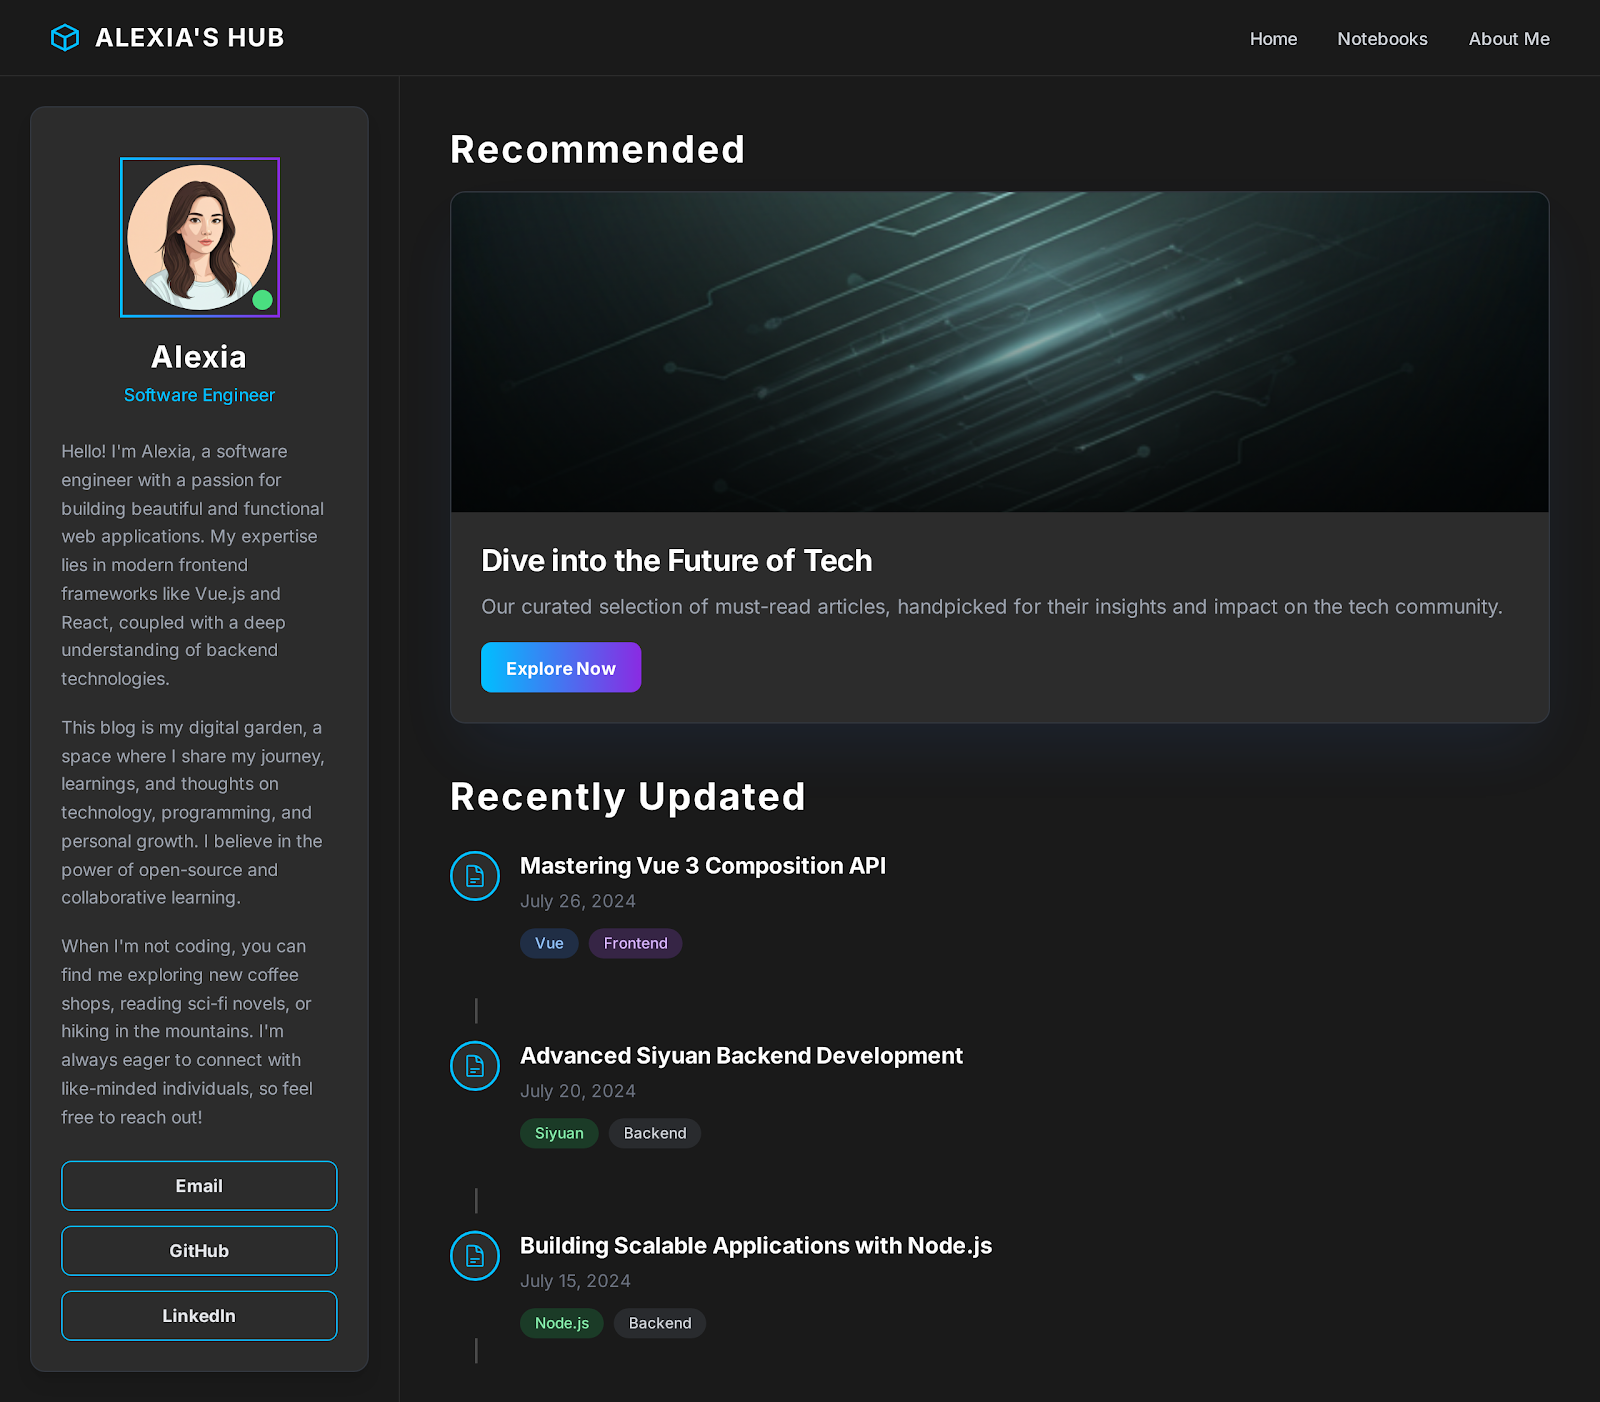 ALEXIA'S HUB
Home
Notebooks
About Me
Alexia
Software Engineer
Hello! I'm Alexia, a software
engineer with a passion for
building beautiful and functional
web applications. My expertise
lies in modern frontend
frameworks like Vue.js and
React, coupled with a deep
understanding of backend
technologies.
This blog is my digital garden, a
space where I share my journey,
learnings, and thoughts on
technology, programming, and
personal growth. I believe in the
power of open-source and
collaborative learning.
When I'm not coding, you can
find me exploring new coffee
shops, reading sci-fi novels, or
hiking in the mountains. I'm
always eager to connect with
like-minded individuals, so feel
free to reach out!
Email
GitHub
LinkedIn
Recommended
Dive into the Future of Tech
Our curated selection of must-read articles, handpicked for their insights and impact on the tech community.
Explore Now
Recently Updated
Mastering Vue 3 Composition API
July 26, 2024
Vue
Frontend
Advanced Siyuan Backend Development
July 20, 2024
Siyuan
Backend
Building Scalable Applications with Node.js
July 15, 2024
Node.js
Backend